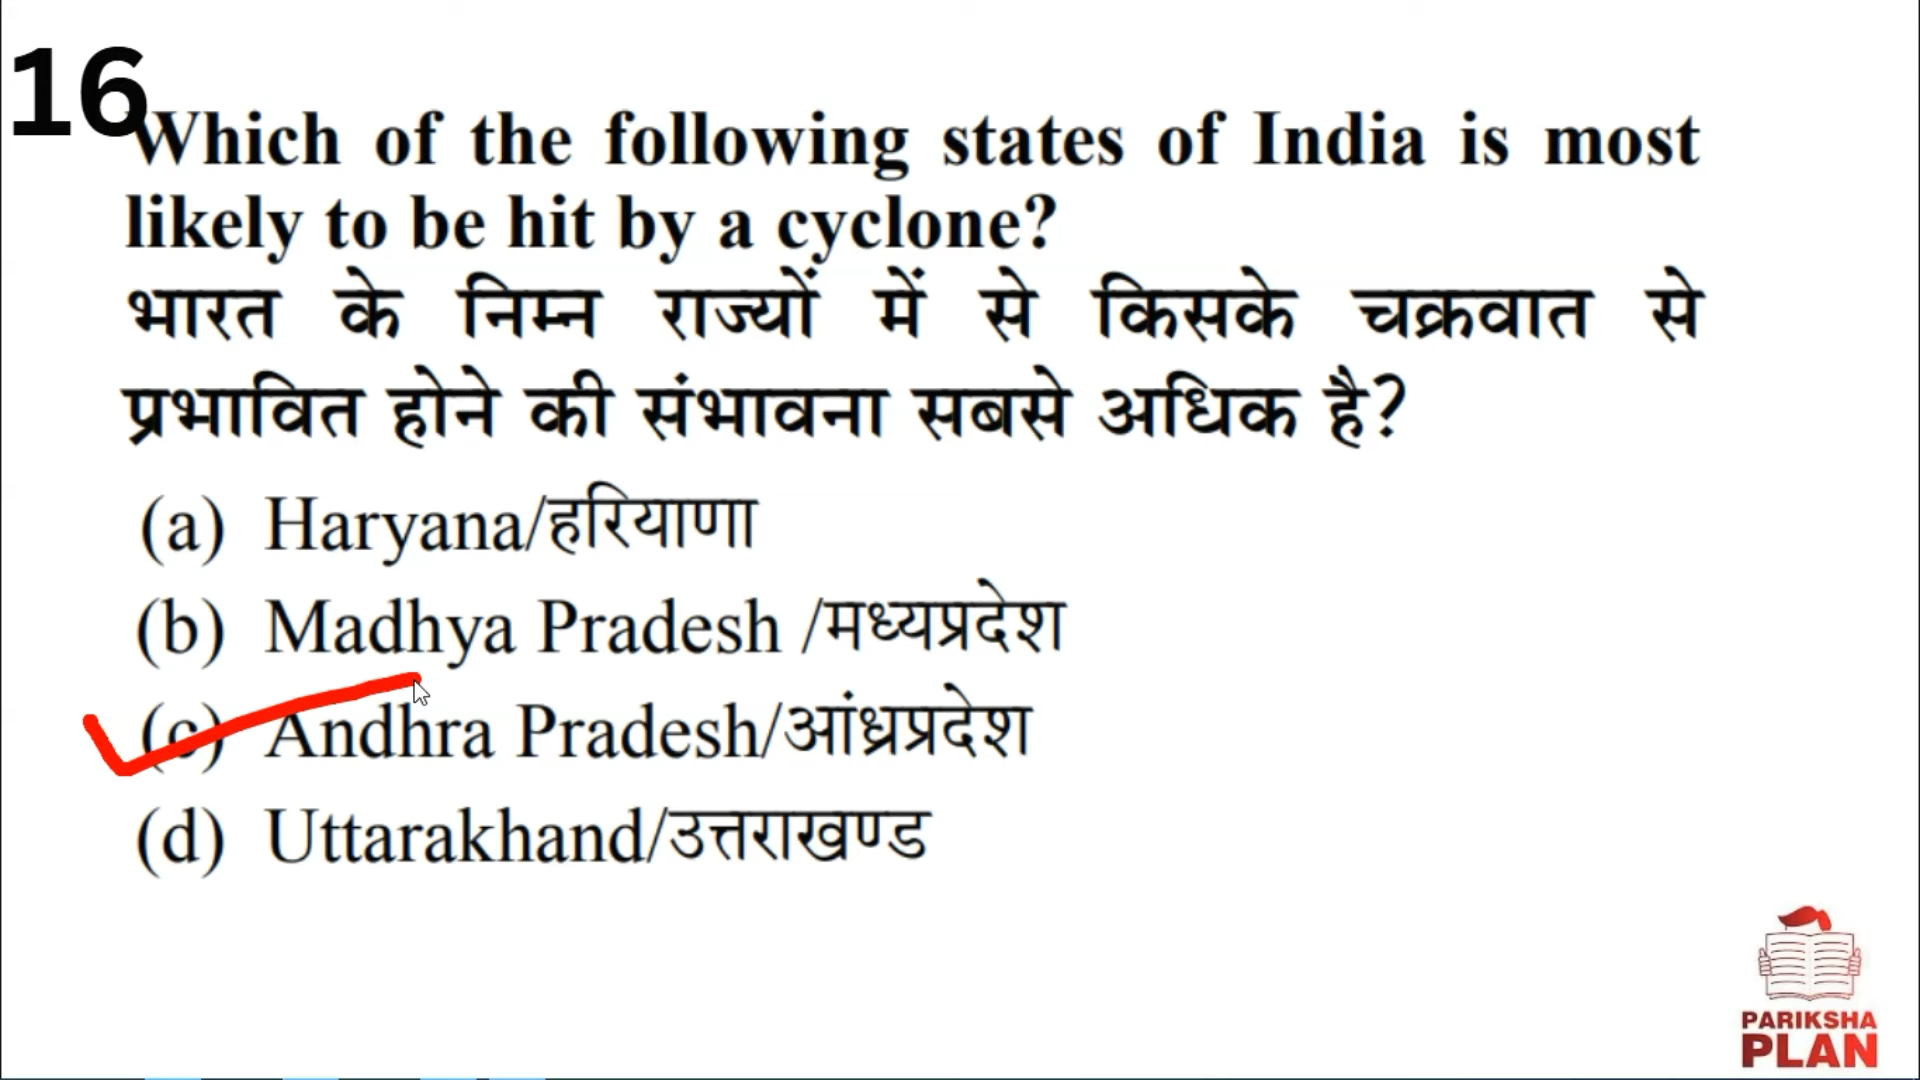 16
Which of the following states of India is most
likely to be hit by a cyclone?
भारत के निम्न राज्यों में से किसके चक्रवात से
प्रभावित होने की संभावना सबसे अधिक है?
(a) Haryana/हरियाणा
(b) Madhya Pradesh /मध्यप्रदेश
(c) Andhra Pradesh/आंध्रप्रदेश
(d) Uttarakhand/उत्तराखण्ड
PARIKSHA
PLAN